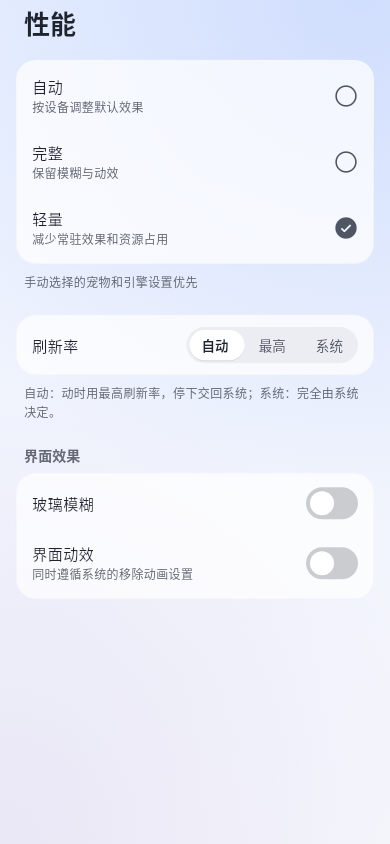 性能
自动
按设备调整默认效果
完整
保留模糊与动效
轻量
减少常驻效果和资源占用
手动选择的宠物和引擎设置优先
刷新率 自动 最高 系统
自动：动时用最高刷新率，停下交回系统；系统：完全由系统
决定。
界面效果
玻璃模糊
界面动效
同时遵循系统的移除动画设置